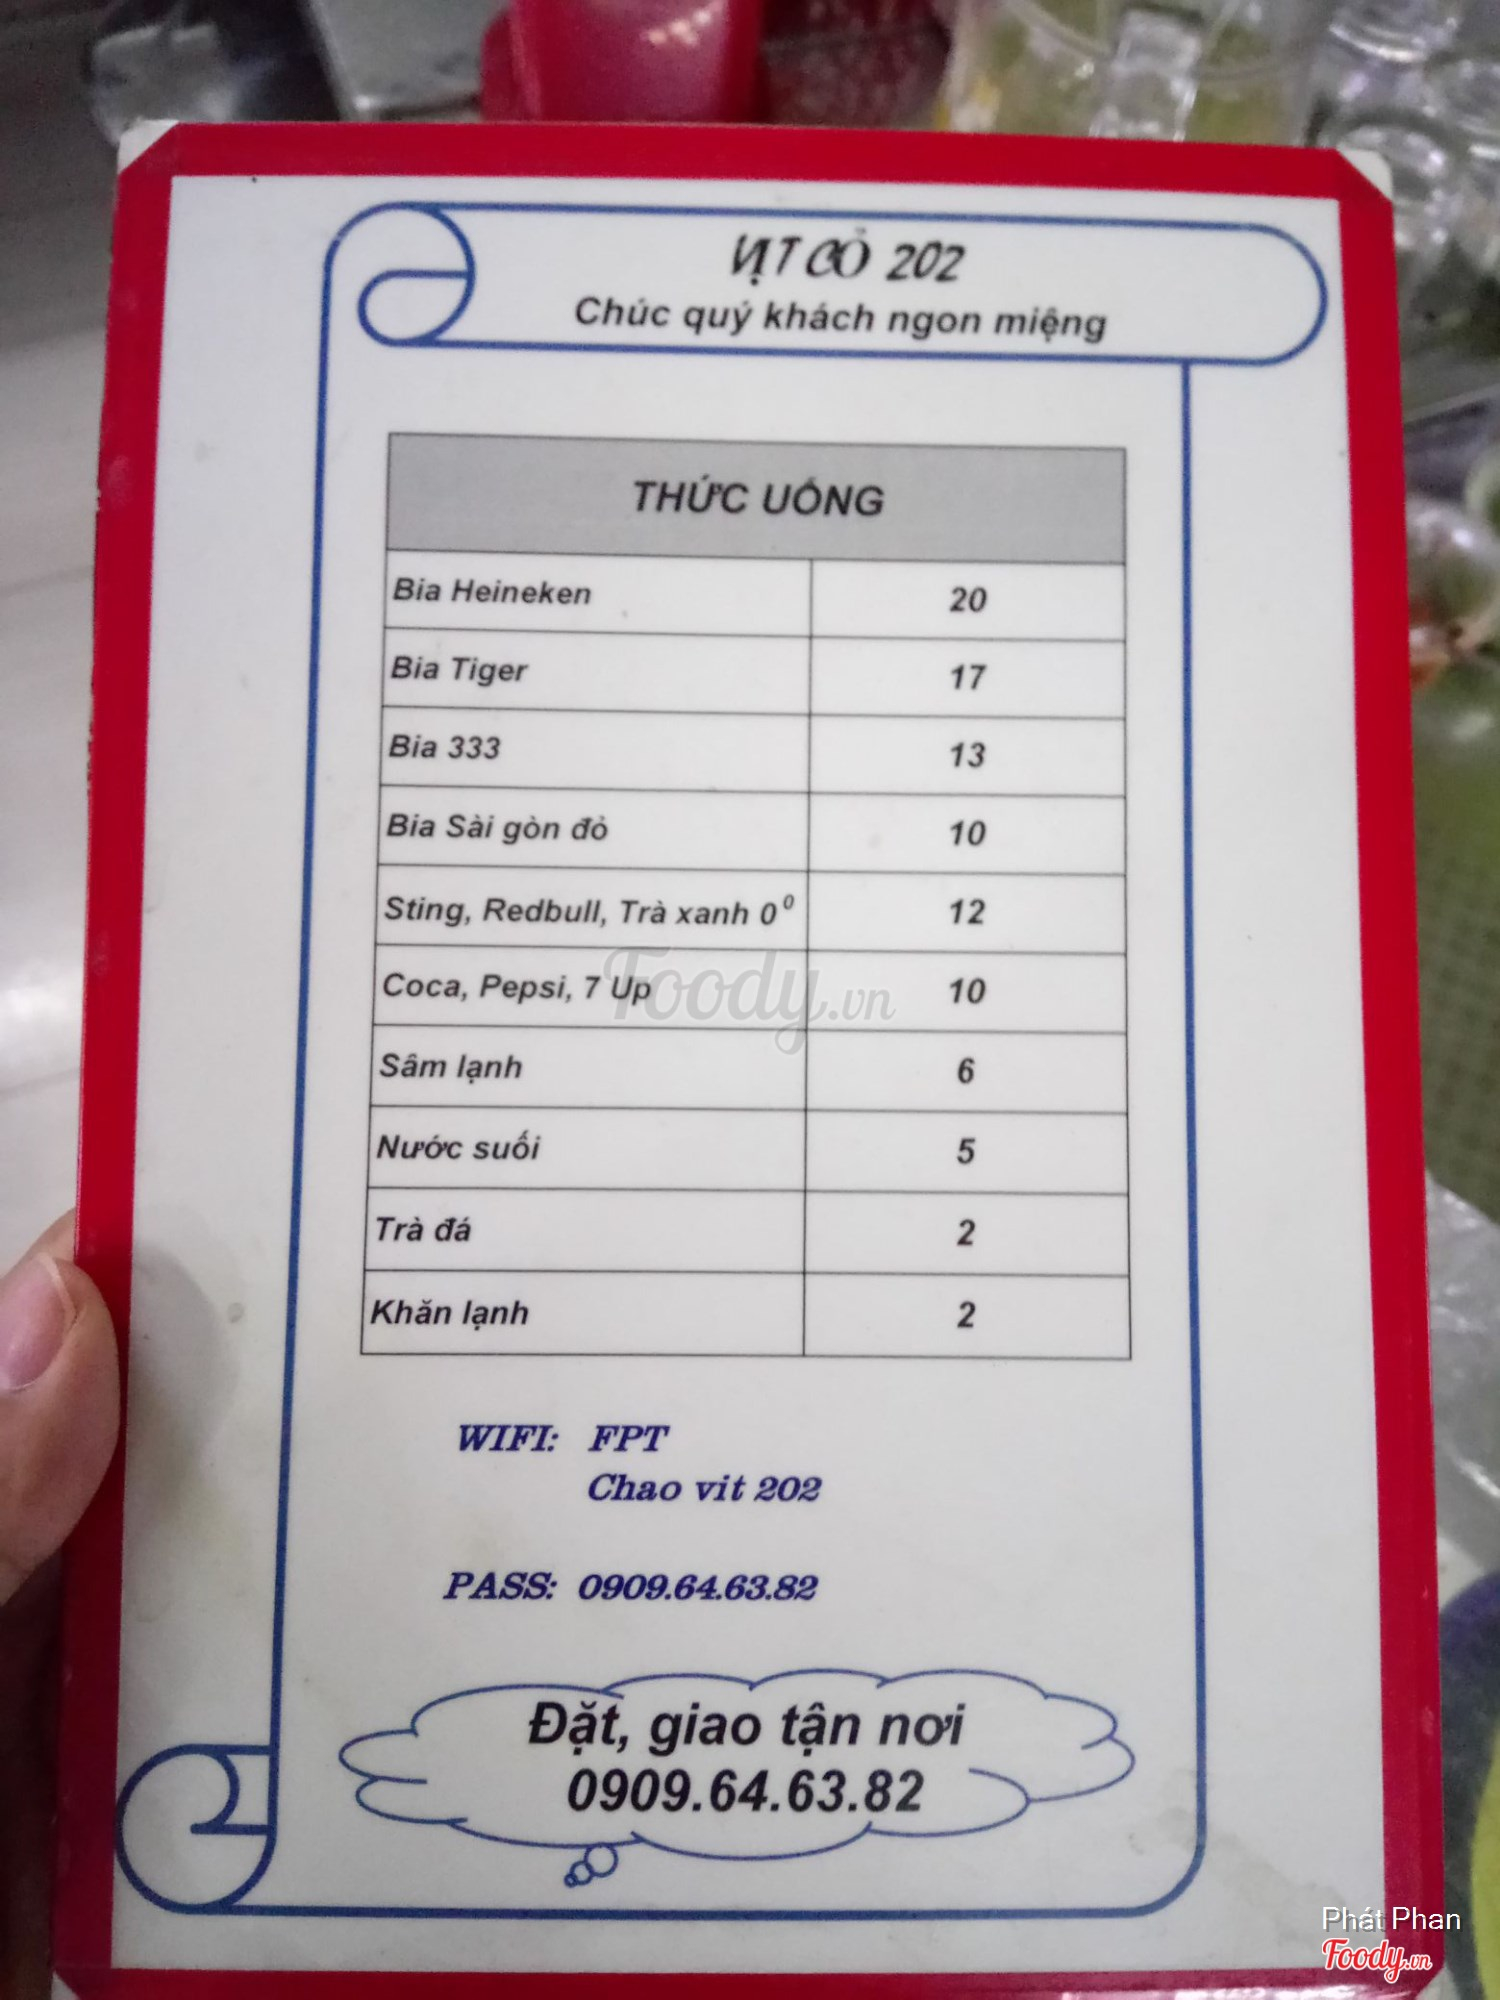 VỊT CỎ 202
Chúc quý khách ngon miệng
THỨC UỐNG
Bia Heineken 20
Bia Tiger 17
Bia 333 13
Bia Sài gòn đỏ 10
Sting, Redbull, Trà xanh 0⁰ 12
Coca, Pepsi, 7 Up 10
Foody.vn
Sâm lạnh 6
Nước suối 5
Trà đá 2
Khăn lạnh 2
WIFI: FPT
Chao vit 202
PASS: 0909.64.63.82
Đặt, giao tận nơi
0909.64.63.82
Phát Phan
Foody.vn